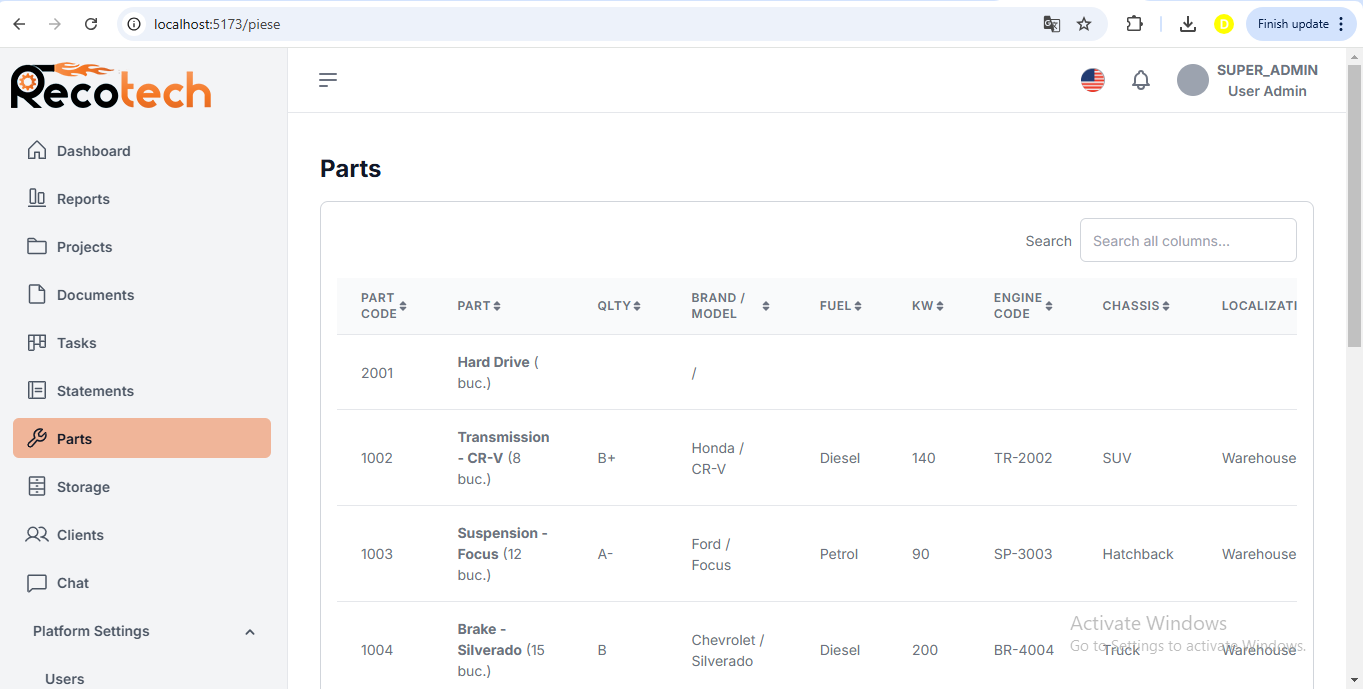 localhost:5173/piese
D
Finish update
Recotech
SUPER_ADMIN
User Admin
Dashboard
Reports
Projects
Documents
Tasks
Statements
Parts
Storage
Clients
Chat
Platform Settings
Users
Parts
Search
Search all columns...
PART CODE PART QLTY BRAND / MODEL FUEL KW ENGINE CODE CHASSIS LOCALIZATI
2001 Hard Drive ( buc.) /
1002 Transmission - CR-V (8 buc.) B+ Honda / CR-V Diesel 140 TR-2002 SUV Warehouse
1003 Suspension - Focus (12 buc.) A- Ford / Focus Petrol 90 SP-3003 Hatchback Warehouse
1004 Brake - Silverado (15 buc.) B Chevrolet / Silverado Diesel 200 BR-4004 Truck Warehouse
Activate Windows
Go to Settings to activate Windows.